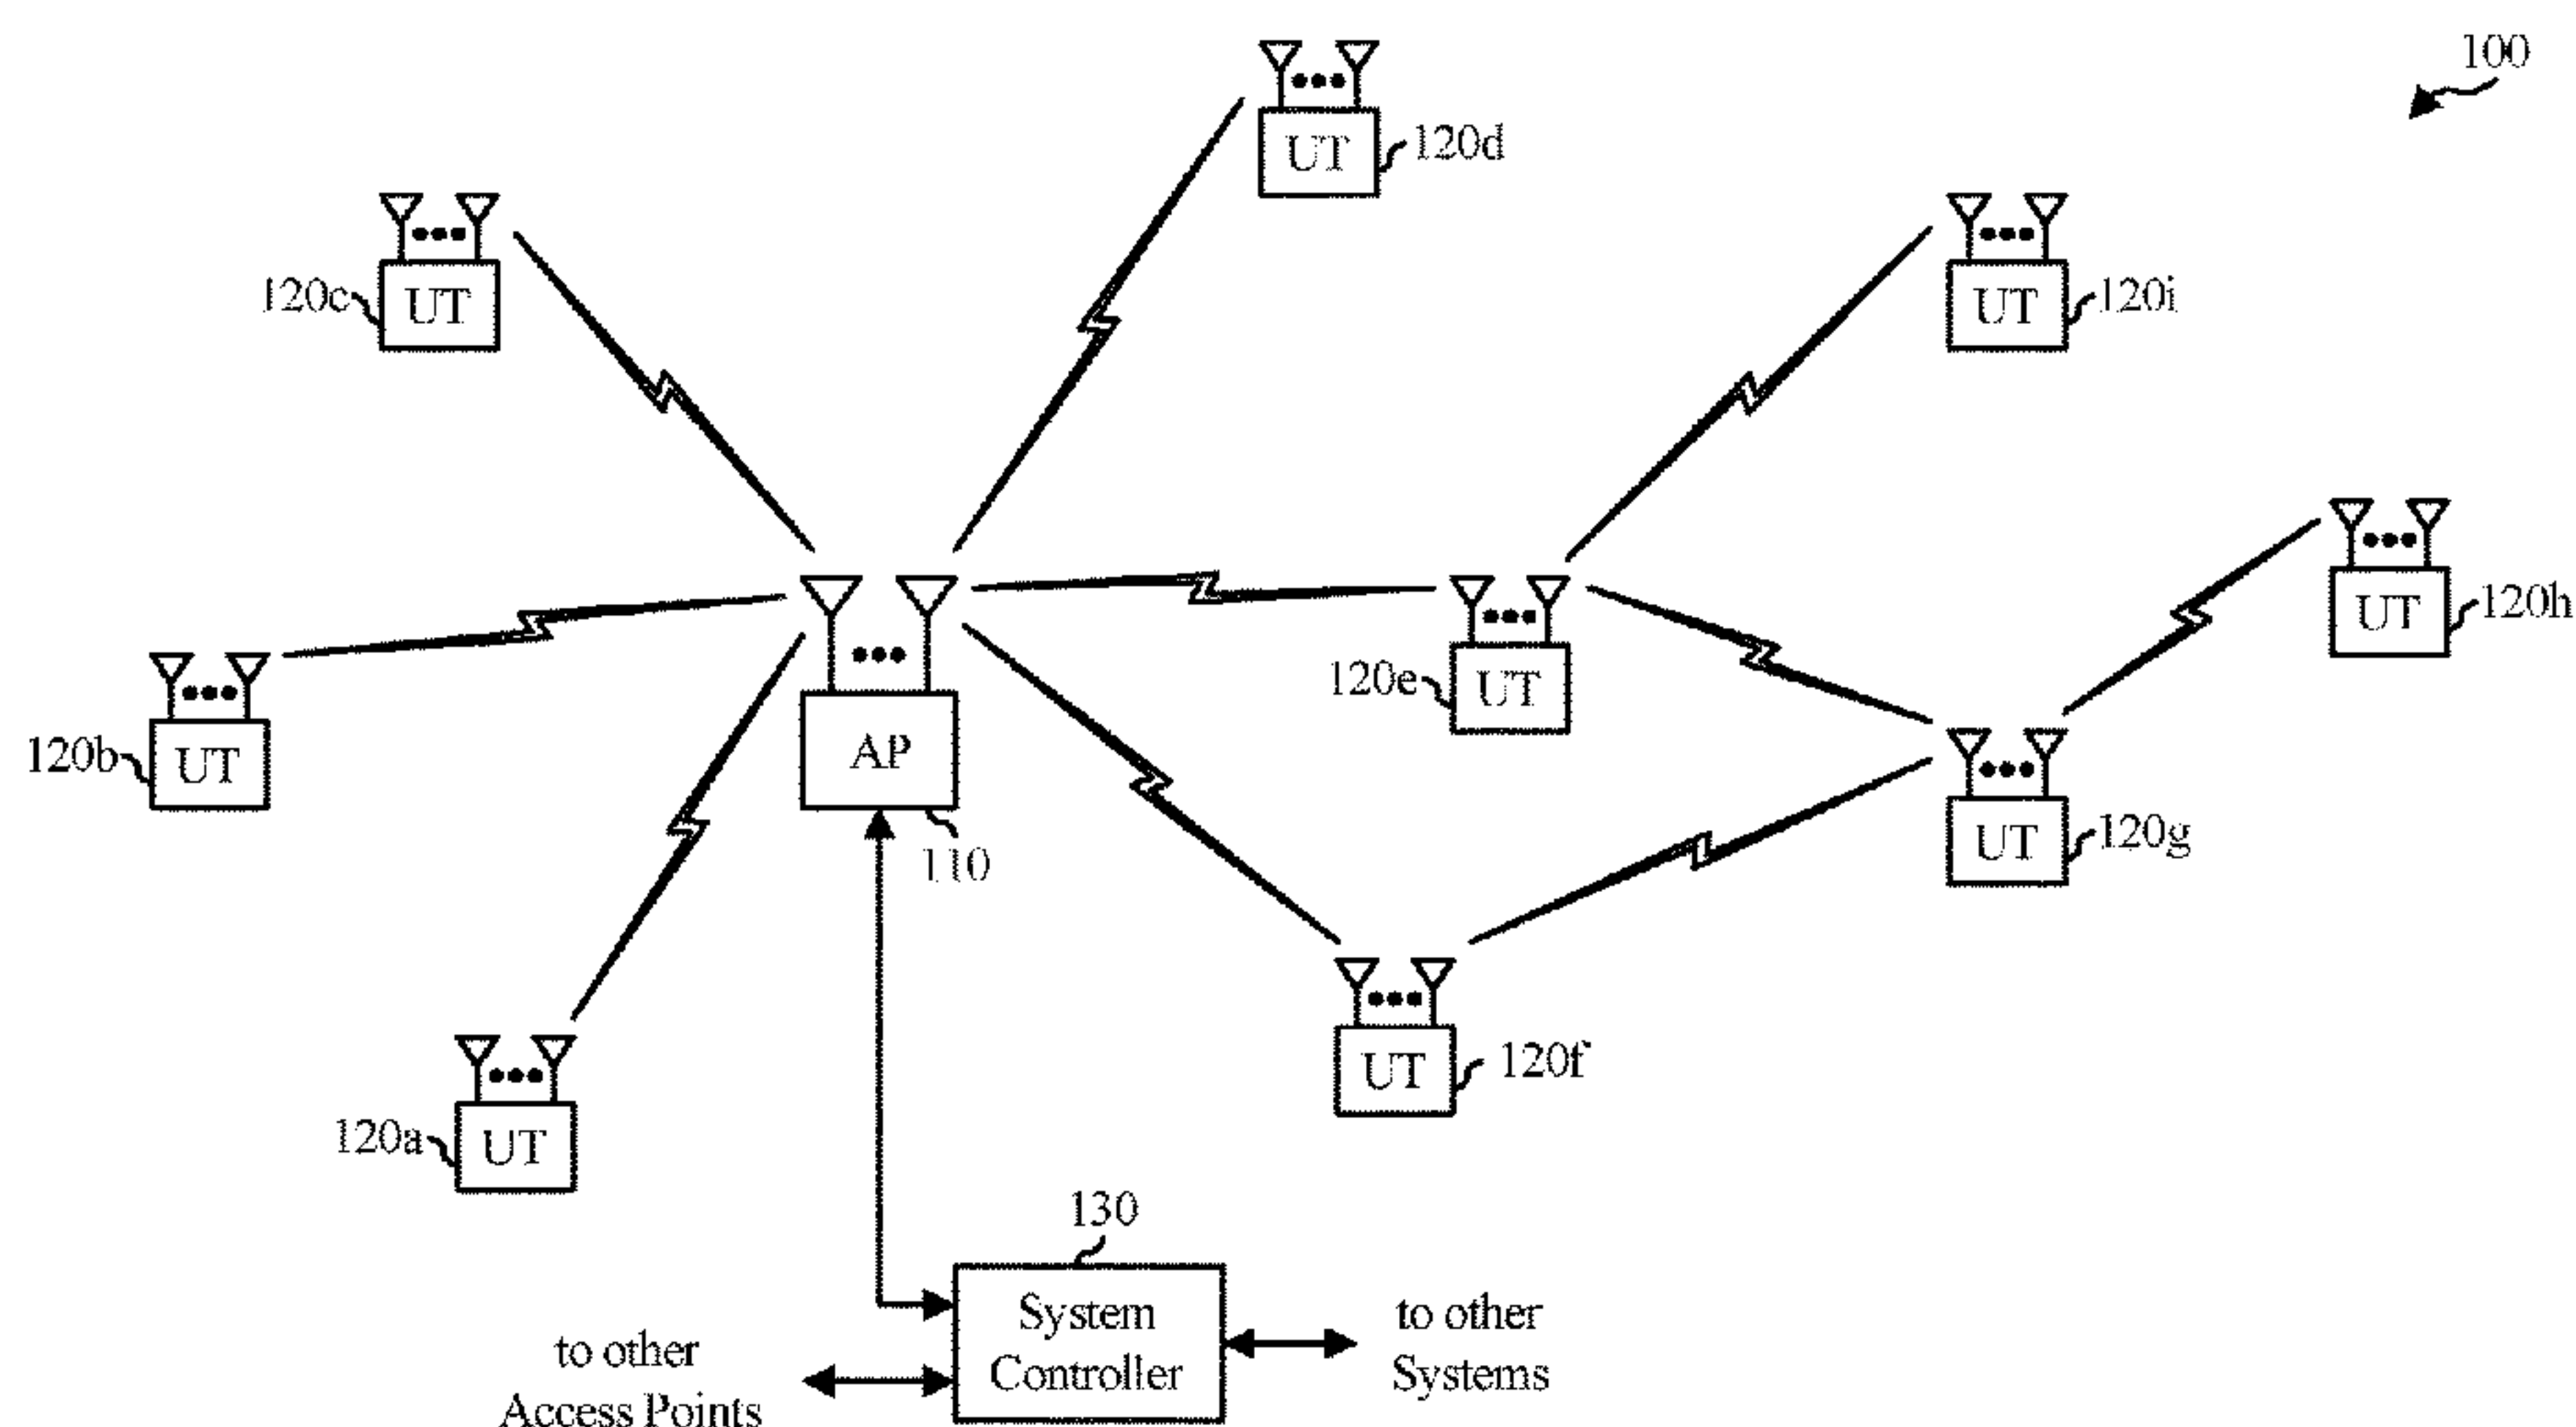 100
UT
120d
120c
UT
UT
120i
UT
120h
120e
UT
120b
UT
AP
110
UT
120g
UT
120f
120a
UT
130
System
Controller
to other
Systems
to other
Access Points